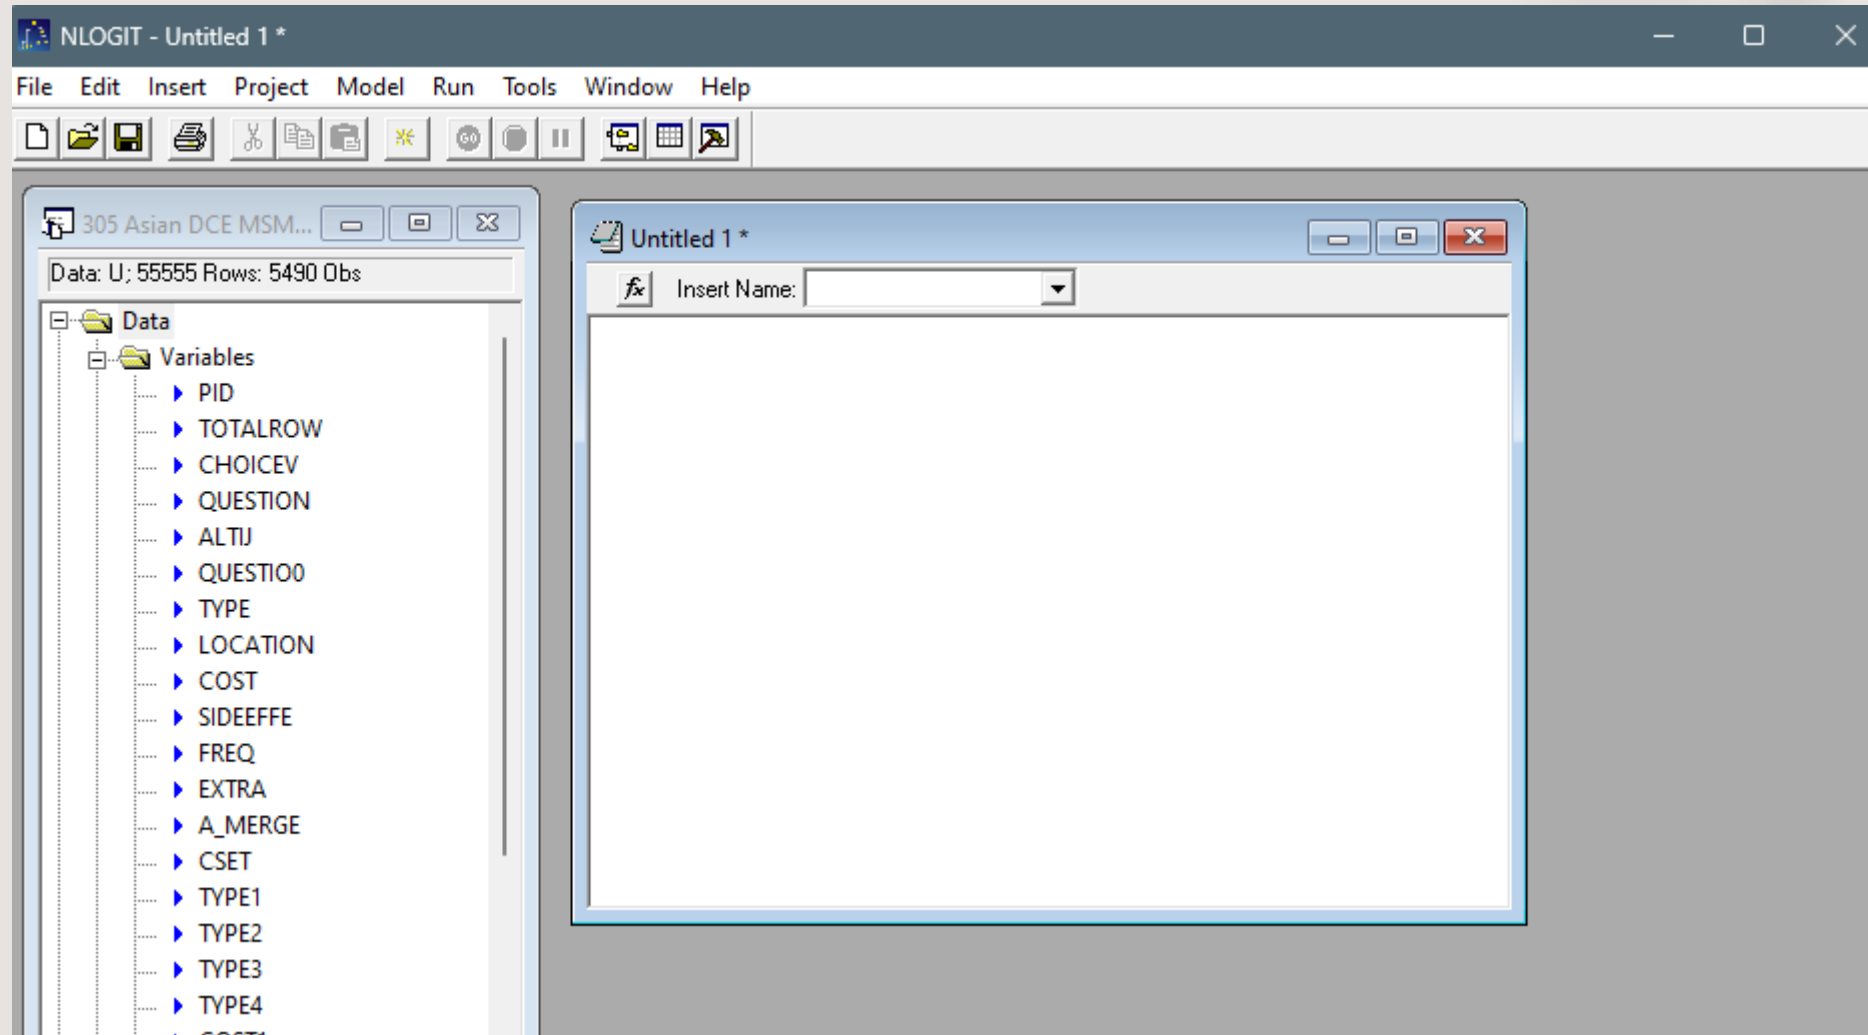 NLOGIT - Untitled 1 *
File Edit Insert Project Model Run Tools Window Help
GO
305 Asian DCE MSM...
Data: U; 55555 Rows: 5490 Obs
Data
Variables
PID
TOTALROW
CHOICEV
QUESTION
ALTIJ
QUESTIO0
TYPE
LOCATION
COST
SIDEEFFE
FREQ
EXTRA
A_MERGE
CSET
TYPE1
TYPE2
TYPE3
TYPE4
Untitled 1 *
fx Insert Name: